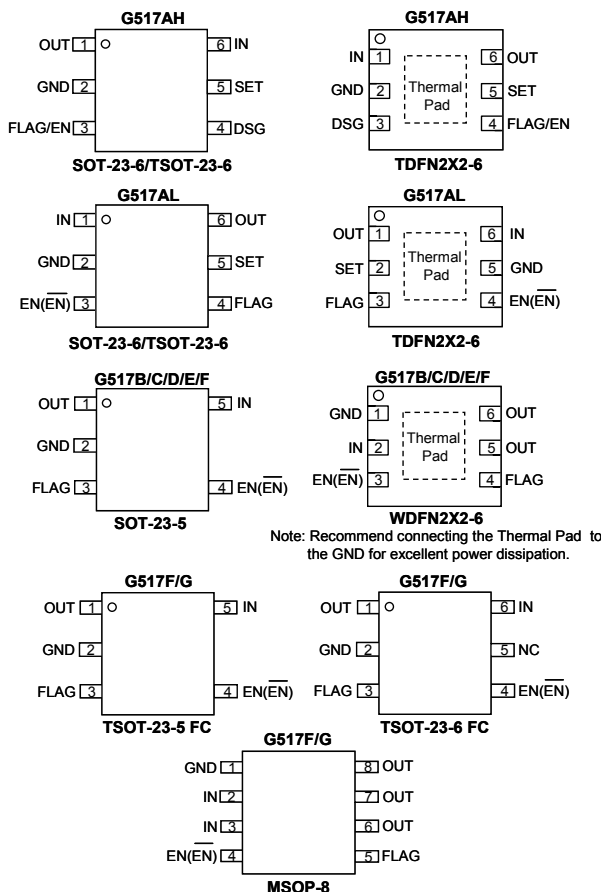 G517AH
OUT 1 6 IN
GND 2 5 SET
FLAG/EN 3 4 DSG
SOT-23-6/TSOT-23-6
G517AH
IN 1 6 OUT
GND 2 Thermal Pad 5 SET
DSG 3 4 FLAG/EN
TDFN2X2-6
G517AL
IN 1 6 OUT
GND 2 5 SET
EN(E̅N̅) 3 4 FLAG
SOT-23-6/TSOT-23-6
G517AL
OUT 1 6 IN
SET 2 Thermal Pad 5 GND
FLAG 3 4 EN(E̅N̅)
TDFN2X2-6
G517B/C/D/E/F
OUT 1 5 IN
GND 2
FLAG 3 4 EN(E̅N̅)
SOT-23-5
G517B/C/D/E/F
GND 1 6 OUT
IN 2 Thermal Pad 5 OUT
EN(E̅N̅) 3 4 FLAG
WDFN2X2-6
Note: Recommend connecting the Thermal Pad to
the GND for excellent power dissipation.
G517F/G
OUT 1 5 IN
GND 2
FLAG 3 4 EN(E̅N̅)
TSOT-23-5 FC
G517F/G
OUT 1 6 IN
GND 2 5 NC
FLAG 3 4 EN(E̅N̅)
TSOT-23-6 FC
G517F/G
GND 1 8 OUT
IN 2 7 OUT
IN 3 6 OUT
EN(E̅N̅) 4 5 FLAG
MSOP-8